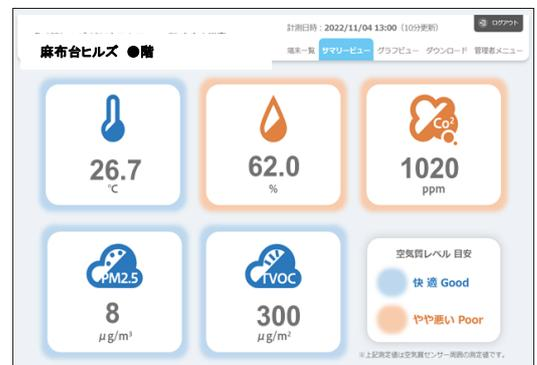 計測日時：2022/11/04 13:00（10分更新）
ログアウト
麻布台ヒルズ ●階
端末一覧 サマリービュー グラフビュー ダウンロード 管理者メニュー
26.7
℃
62.0
%
Co²
1020
ppm
PM2.5
8
μg/m³
TVOC
300
μg/m²
空気質レベル 目安
快 適 Good
やや悪い Poor
※上記測定値は空気質センサー周囲の測定値です。